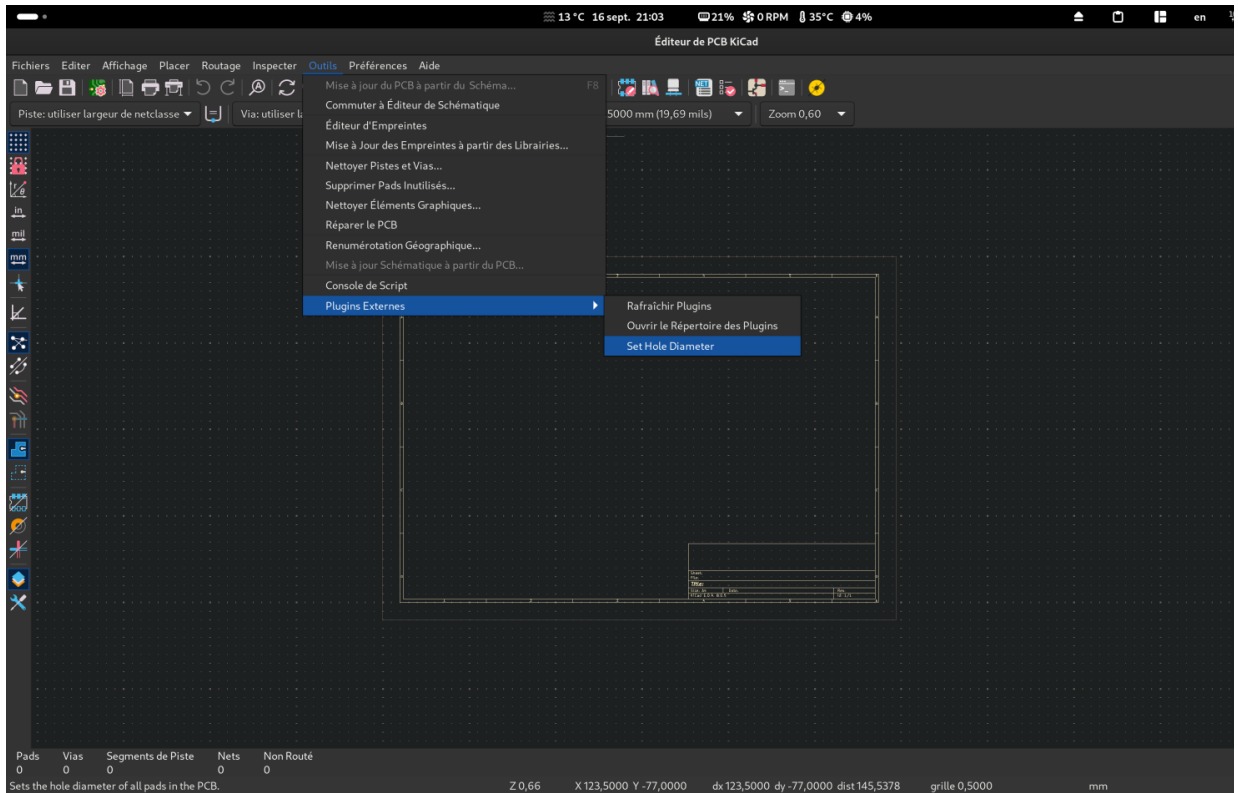 13 °C 16 sept. 21:03 21% 0 RPM 35°C 4% en
Éditeur de PCB KiCad
Fichiers Editer Affichage Placer Routage Inspecter Outils Préférences Aide
Mise à jour du PCB à partir du Schéma... F8
Commuter à Éditeur de Schématique
Piste: utiliser largeur de netclasse Via: utiliser 5000 mm (19,69 mils) Zoom 0,60
Éditeur d'Empreintes
Mise à Jour des Empreintes à partir des Librairies...
Nettoyer Pistes et Vias...
Supprimer Pads Inutilisés...
Nettoyer Éléments Graphiques...
Réparer le PCB
Renumérotation Géographique...
Mise à jour Schématique à partir du PCB...
Console de Script
Plugins Externes
Rafraîchir Plugins
Ouvrir le Répertoire des Plugins
Set Hole Diameter
in
mil
mm
Title:
Pads Vias Segments de Piste Nets Non Routé
0 0 0 0 0
Sets the hole diameter of all pads in the PCB. Z 0,66 X 123,5000 Y -77,0000 dx 123,5000 dy -77,0000 dist 145,5378 grille 0,5000 mm